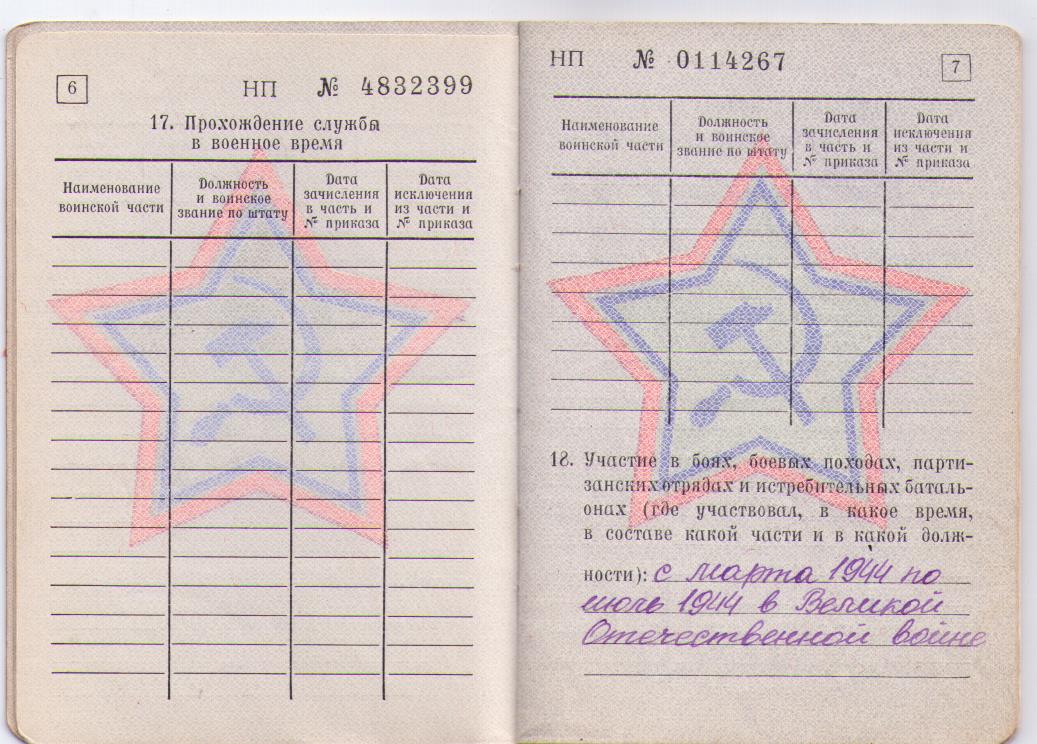 6
НП № 4832399
17. Прохождение службы
в военное время
Наименование
воинской части
Должность
и воинское
звание по штату
Дата
зачисления
в часть и
№ приказа
Дата
исключения
из части и
№ приказа
НП № 0114267
7
Наименование
воинской части
Должность
и воинское
звание по штату
Дата
зачисления
в часть и
№ приказа
Дата
исключения
из части и
№ приказа
18. Участие в боях, боевых походах, парти-
занских отрядах и истребительных баталь-
онах (где участвовал, в какое время,
в составе какой части и в какой долж-
ности): с марта 1944 по
июль 1944 в Великой
Отечественной войне